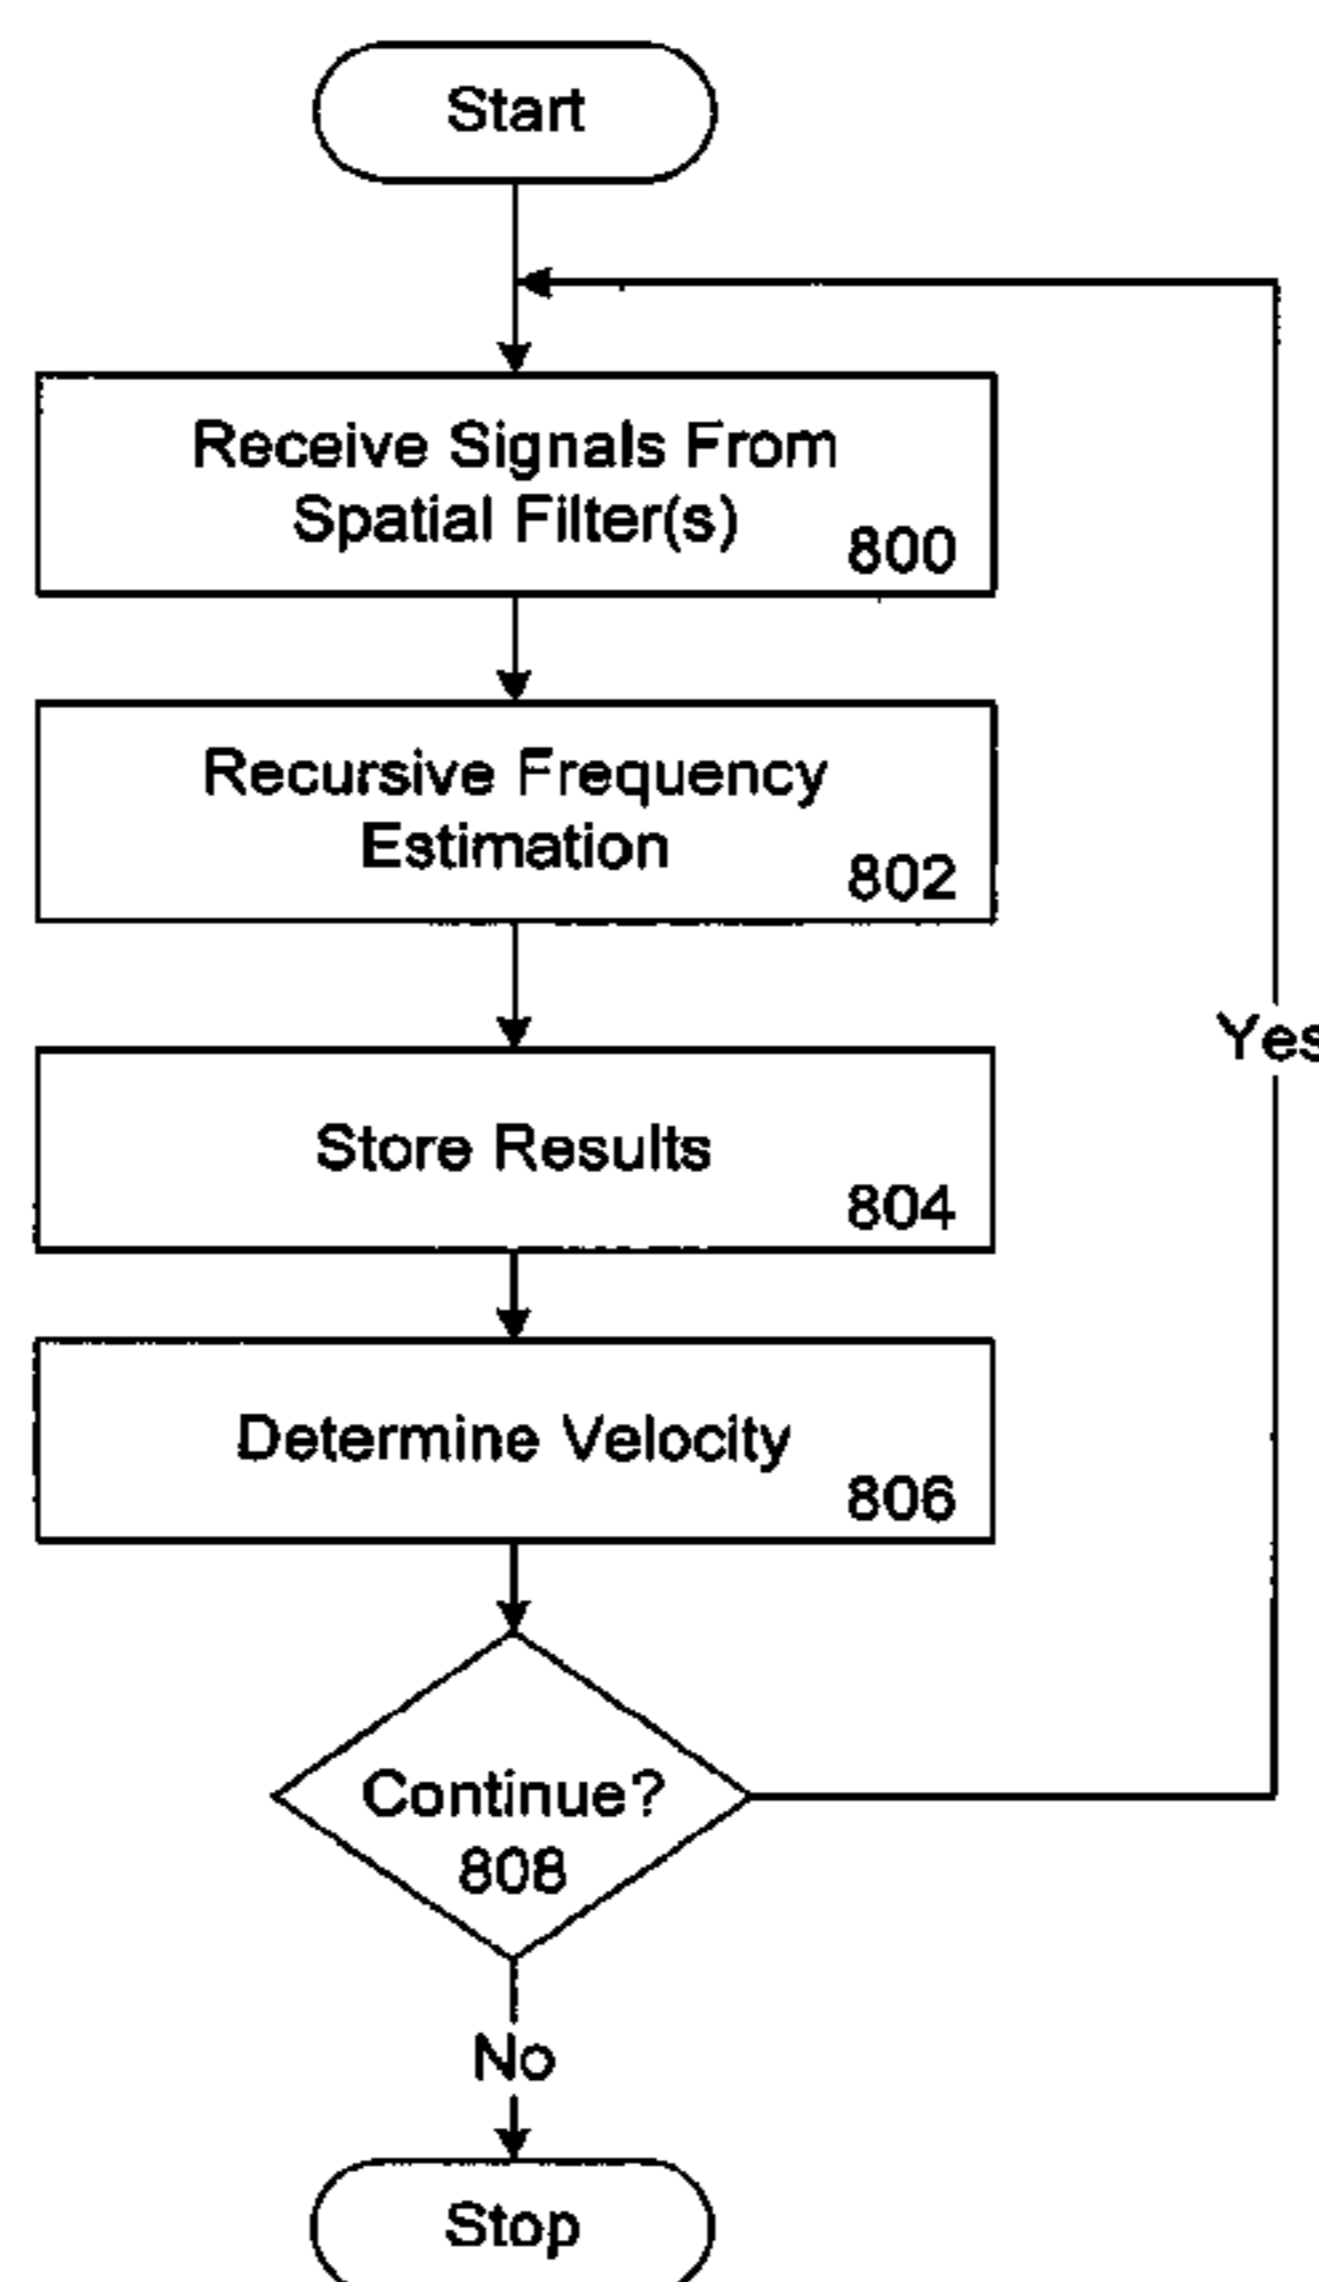 Start
Receive Signals From
Spatial Filter(s)
800
Recursive Frequency
Estimation
802
Yes
Store Results
804
Determine Velocity
806
Continue?
808
No
Stop